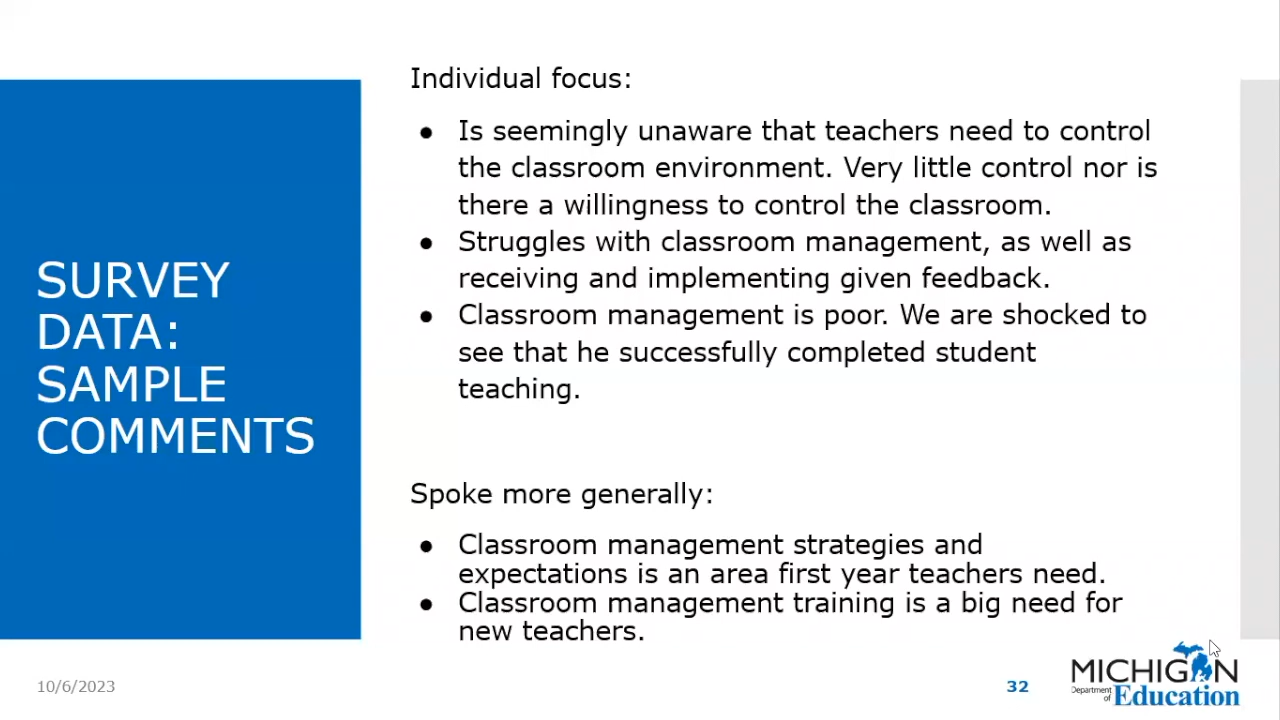 SURVEY
DATA:
SAMPLE
COMMENTS
Individual focus:
● Is seemingly unaware that teachers need to control
the classroom environment. Very little control nor is
there a willingness to control the classroom.
● Struggles with classroom management, as well as
receiving and implementing given feedback.
● Classroom management is poor. We are shocked to
see that he successfully completed student
teaching.
Spoke more generally:
● Classroom management strategies and
expectations is an area first year teachers need.
● Classroom management training is a big need for
new teachers.
10/6/2023
32
MICHIGAN
Department
of Education